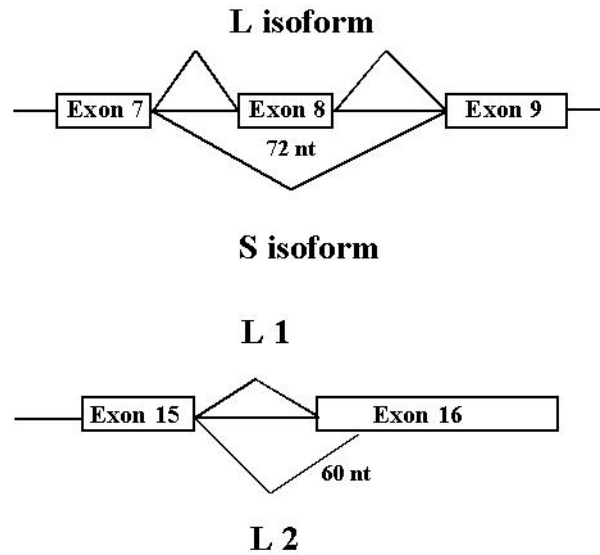 L isoform
Exon 7 Exon 8 Exon 9
72 nt
S isoform
L 1
Exon 15 Exon 16
60 nt
L 2